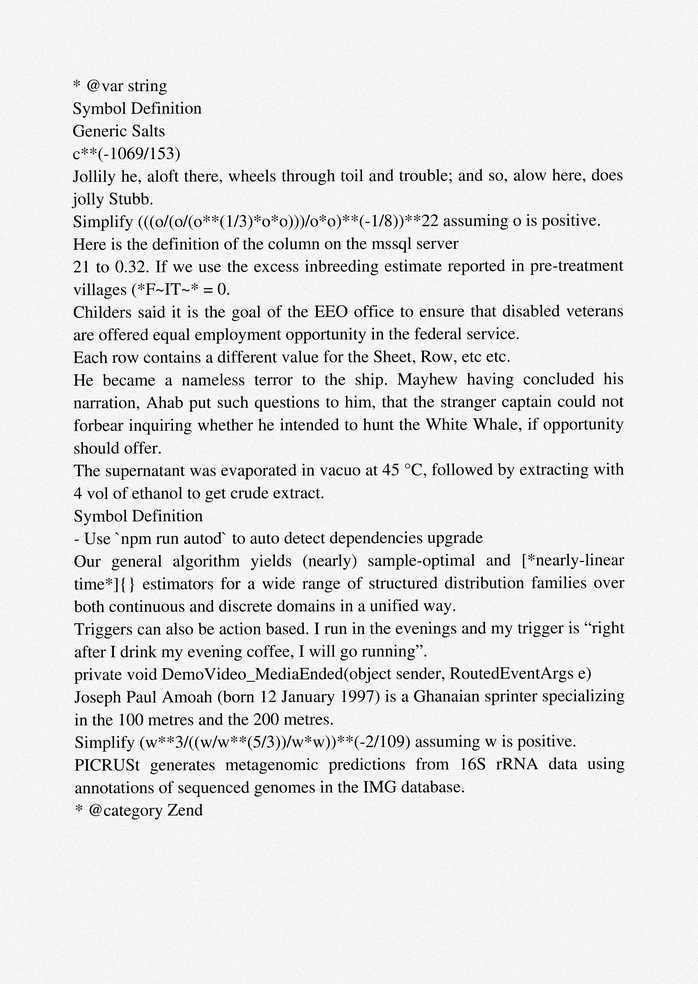 * @var string
Symbol Definition
Generic Salts
c**(-1069/153)
Jollily he, aloft there, wheels through toil and trouble; and so, alow here, does
jolly Stubb.
Simplify (((o/(o/(o**(1/3)*o*o)))/o*o)**(-1/8))**22 assuming o is positive.
Here is the definition of the column on the mssql server
21 to 0.32. If we use the excess inbreeding estimate reported in pre-treatment
villages (*F~IT~* = 0.
Childers said it is the goal of the EEO office to ensure that disabled veterans
are offered equal employment opportunity in the federal service.
Each row contains a different value for the Sheet, Row, etc etc.
He became a nameless terror to the ship. Mayhew having concluded his
narration, Ahab put such questions to him, that the stranger captain could not
forbear inquiring whether he intended to hunt the White Whale, if opportunity
should offer.
The supernatant was evaporated in vacuo at 45 °C, followed by extracting with
4 vol of ethanol to get crude extract.
Symbol Definition
- Use `npm run autod` to auto detect dependencies upgrade
Our general algorithm yields (nearly) sample-optimal and [*nearly-linear
time*]{} estimators for a wide range of structured distribution families over
both continuous and discrete domains in a unified way.
Triggers can also be action based. I run in the evenings and my trigger is “right
after I drink my evening coffee, I will go running”.
private void DemoVideo_MediaEnded(object sender, RoutedEventArgs e)
Joseph Paul Amoah (born 12 January 1997) is a Ghanaian sprinter specializing
in the 100 metres and the 200 metres.
Simplify (w**3/((w/w**(5/3))/w*w))**(-2/109) assuming w is positive.
PICRUSt generates metagenomic predictions from 16S rRNA data using
annotations of sequenced genomes in the IMG database.
* @category Zend